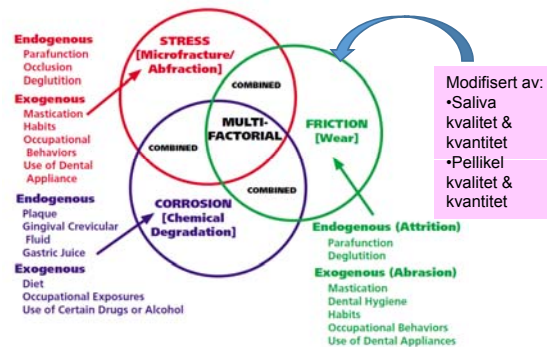 Endogenous
Parafunction
Occlusion
Deglutition
Exogenous
Mastication
Habits
Occupational
Behaviors
Use of Dental
Appliance
STRESS
[Microfracture/
Abfraction]
COMBINED
MULTI-
FACTORIAL
FRICTION
[Wear]
COMBINED
COMBINED
CORROSION
[Chemical
Degradation]
Endogenous
Plaque
Gingival Crevicular
Fluid
Gastric Juice
Exogenous
Diet
Occupational Exposures
Use of Certain Drugs or Alcohol
Endogenous (Attrition)
Parafunction
Deglutition
Exogenous (Abrasion)
Mastication
Dental Hygiene
Habits
Occupational Behaviors
Use of Dental Appliances
Modifisert av:
•Saliva
kvalitet &
kvantitet
•Pellikel
kvalitet &
kvantitet